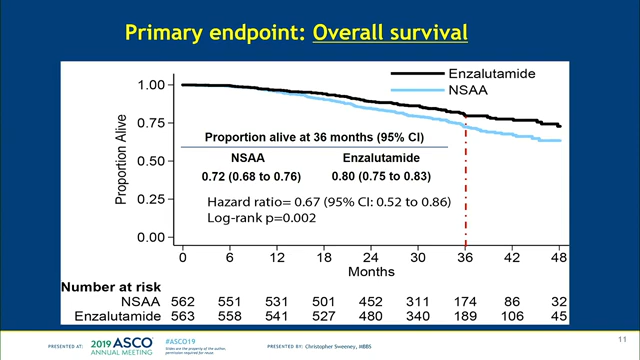 Primary endpoint: Overall survival
Enzalutamide
NSAA
1.00
0.75
0.50
0.25
0.00
Proportion Alive
Proportion alive at 36 months (95% CI)
NSAA Enzalutamide
0.72 (0.68 to 0.76) 0.80 (0.75 to 0.83)
Hazard ratio= 0.67 (95% CI: 0.52 to 0.86)
Log-rank p=0.002
0 6 12 18 24 30 36 42 48
Months
Number at risk
NSAA 562 551 531 501 452 311 174 86 32
Enzalutamide 563 558 541 527 480 340 189 106 45
11
PRESENTED AT: 2019 ASCO
ANNUAL MEETING
#ASCO19
Slides are the property of the author,
permission required for reuse.
PRESENTED BY: Christopher Sweeney, MBBS